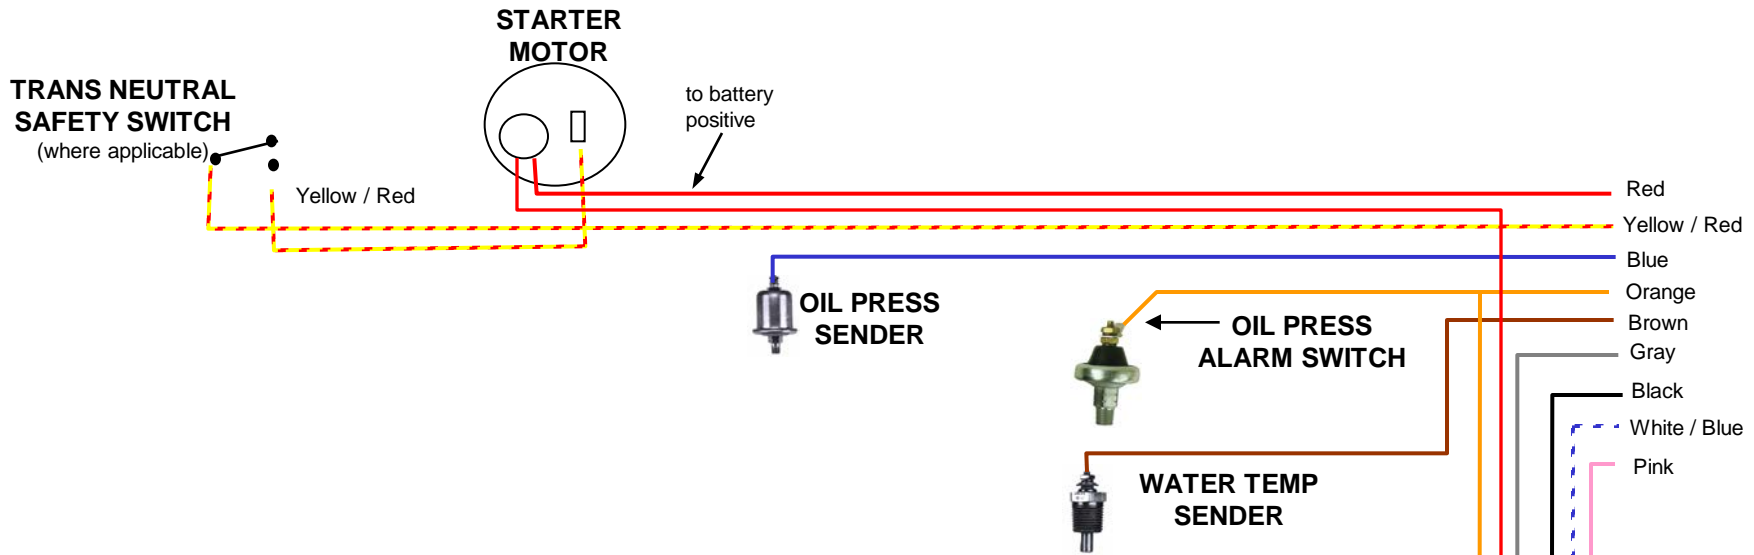 STARTER
MOTOR
TRANS NEUTRAL
SAFETY SWITCH
(where applicable)
to battery
positive
Yellow / Red
Red
Yellow / Red
Blue
Orange
Brown
Gray
Black
White / Blue
Pink
OIL PRESS
SENDER
OIL PRESS
ALARM SWITCH
WATER TEMP
SENDER